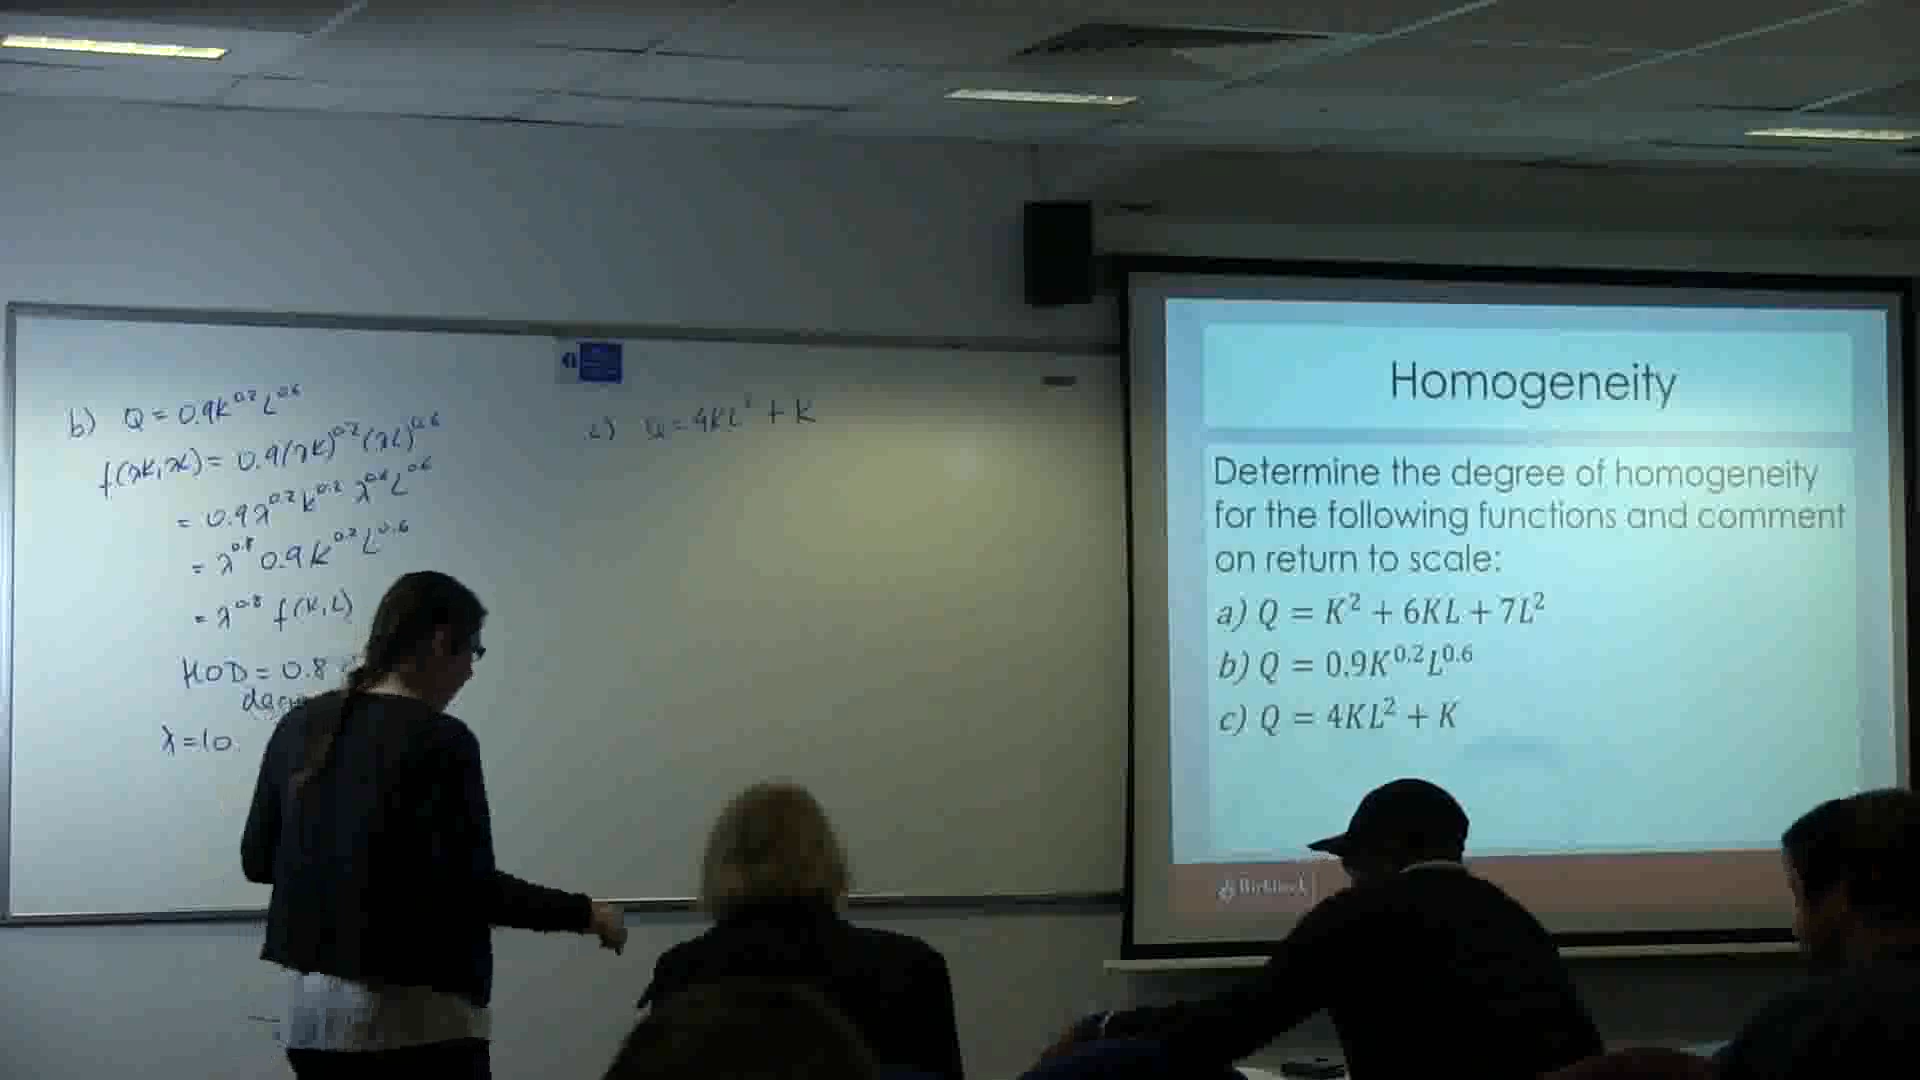 b) Q = 0.9K^0.2 L^0.6
f(λK, λL) = 0.9(λK)^0.2 (λL)^0.6
= 0.9λ^0.2 K^0.2 λ^0.6 L^0.6
= λ^0.8 0.9K^0.2 L^0.6
= λ^0.8 f(K,L)
HOD = 0.8
λ=10
c) Q = 4KL² + K
Homogeneity
Determine the degree of homogeneity
for the following functions and comment
on return to scale:
a) Q = K² + 6KL + 7L²
b) Q = 0.9K^0.2 L^0.6
c) Q = 4KL² + K
Birkbeck